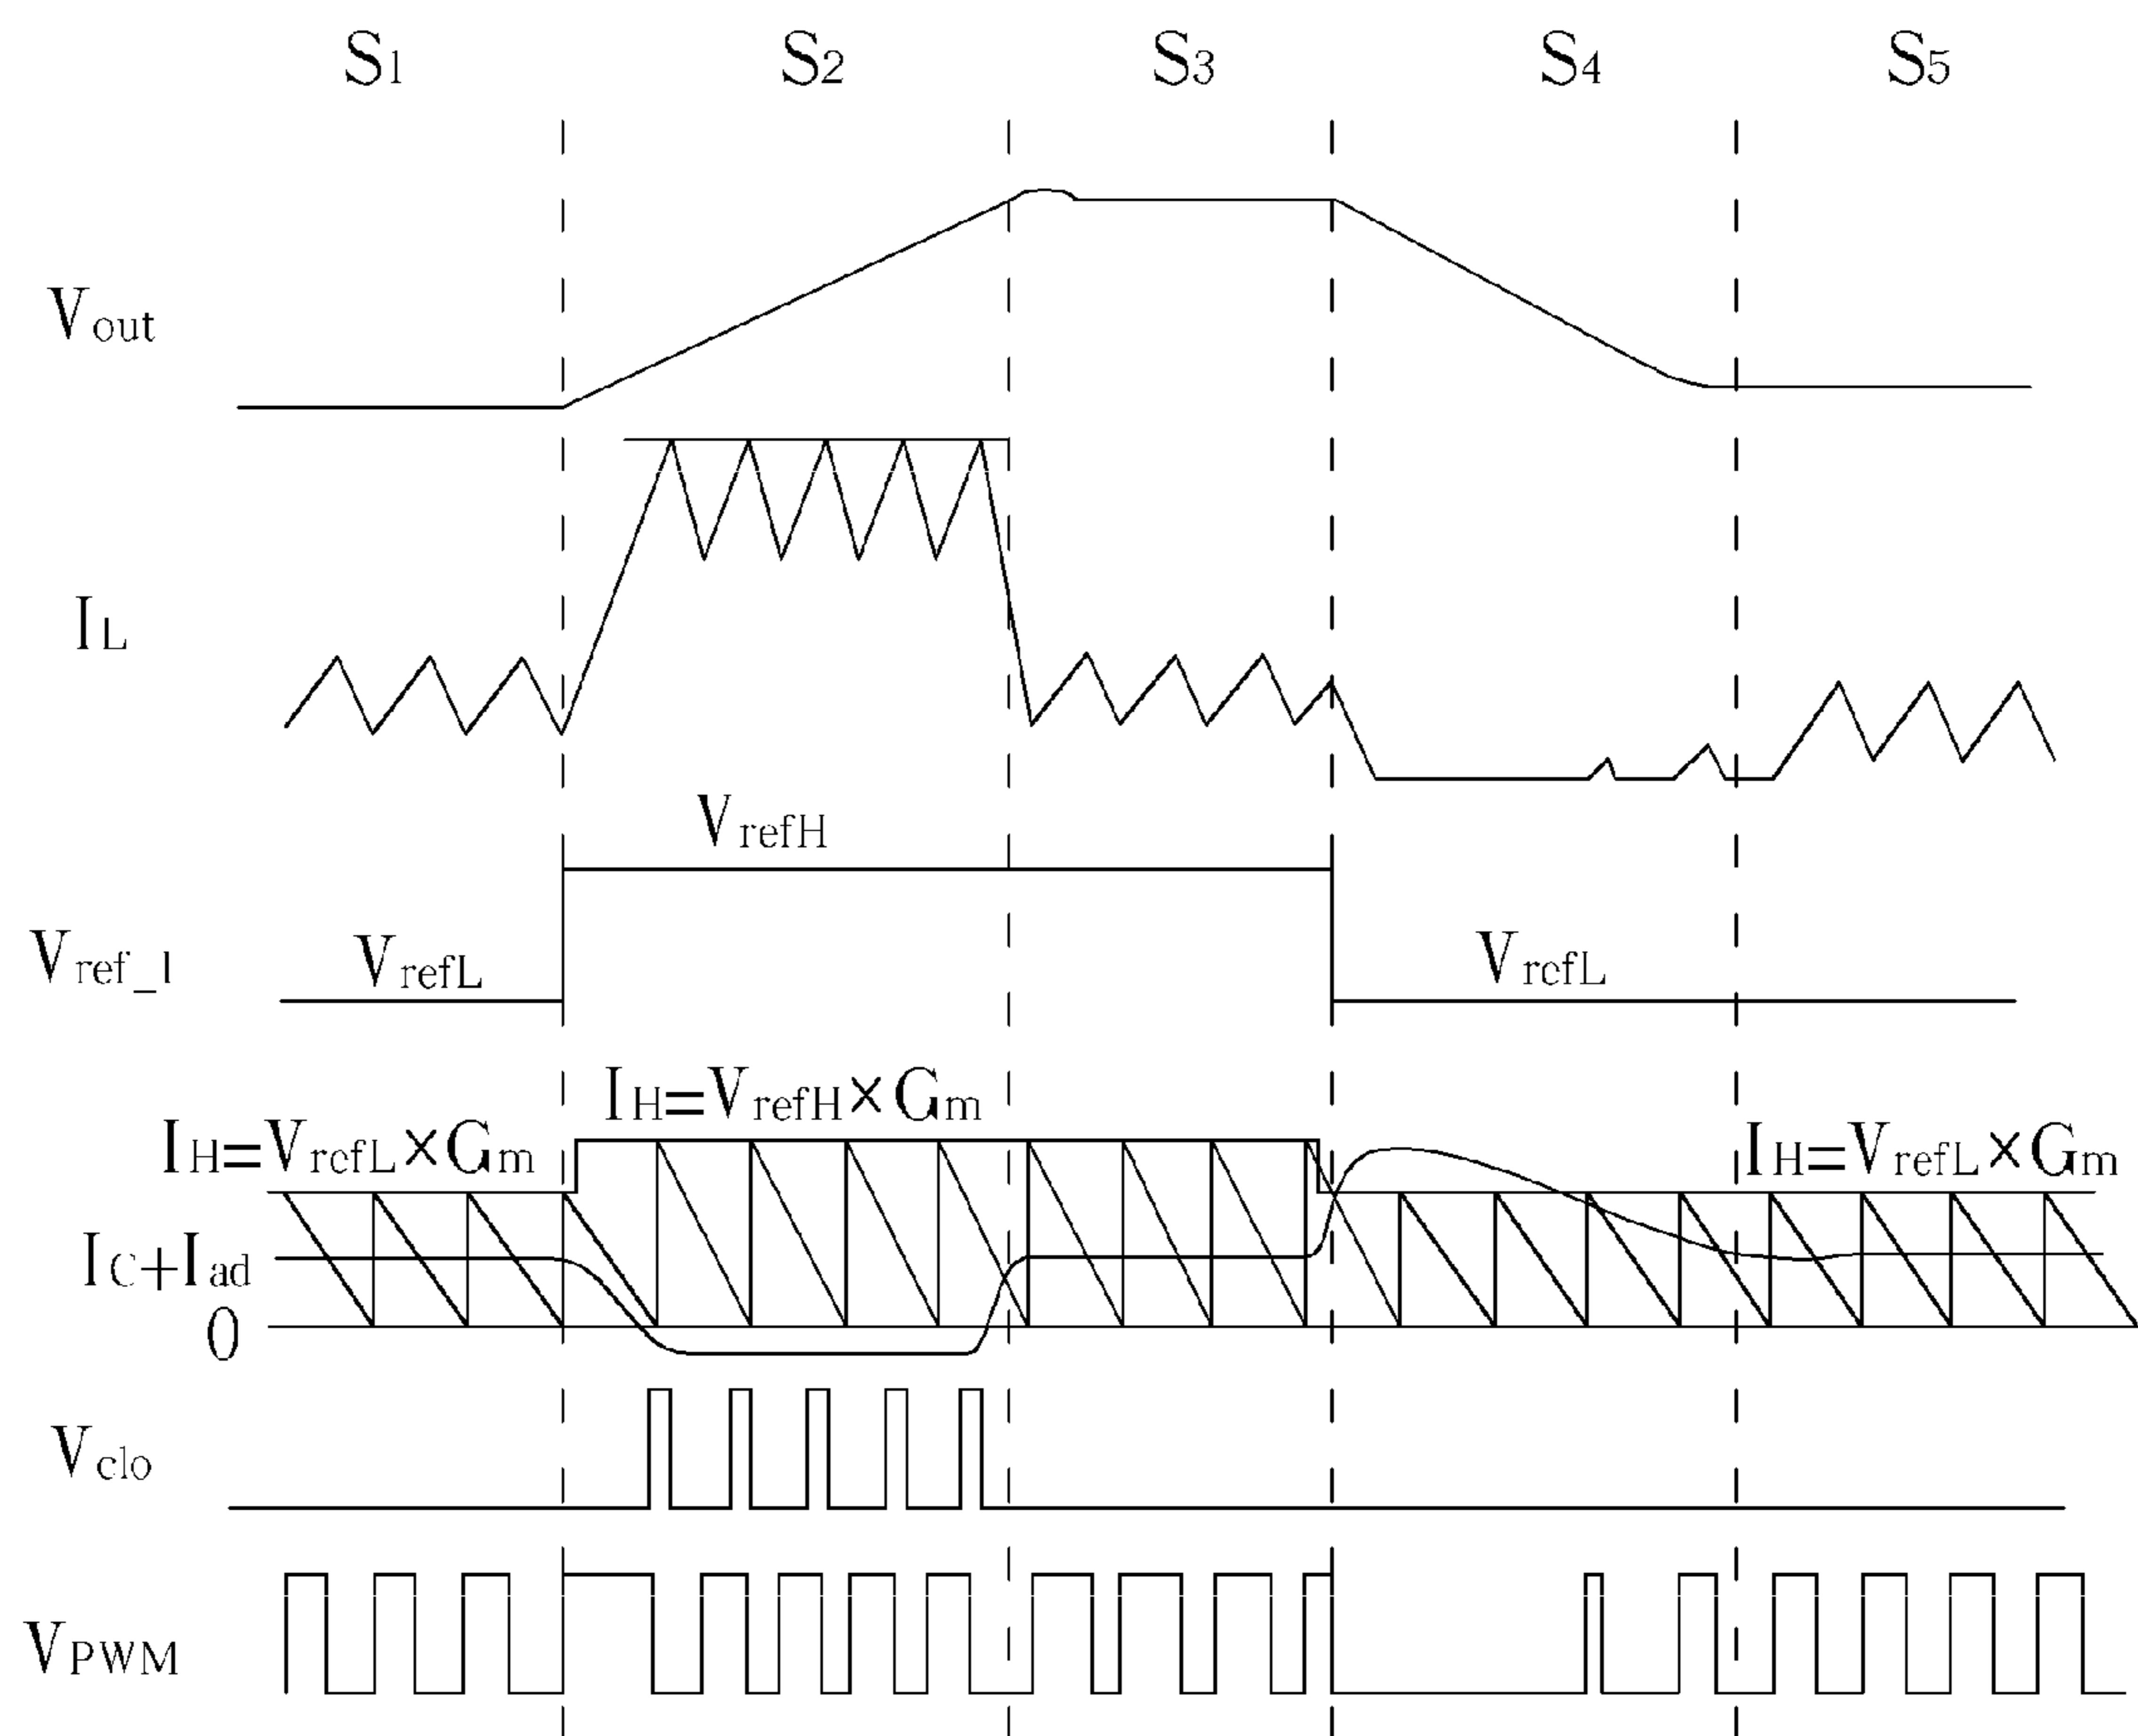 S1 S2 S3 S4 S5
Vout
IL
VrefH
Vref_1 VrefL VrefL
IH=VrefH×Gm
IH=VrefL×Gm IH=VrefL×Gm
IC+Iad
0
Vclo
VPWM